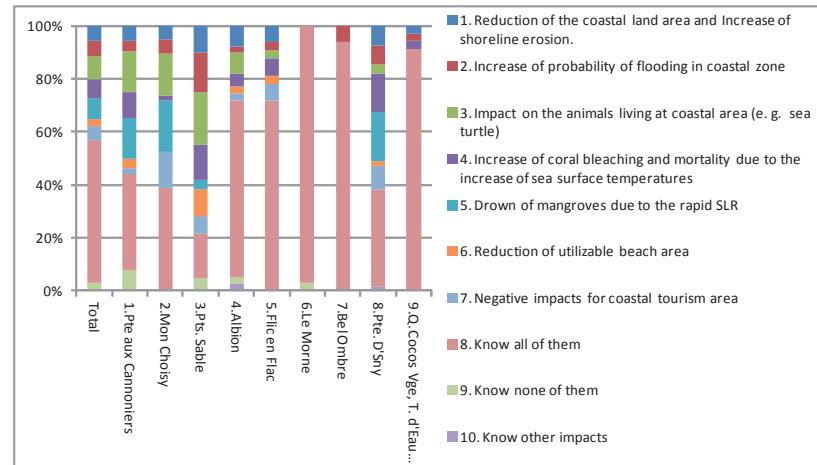 100%
80%
60%
40%
20%
0%
Total
1.Pte aux Cannoniers
2.Mon Choisy
3.Pts. Sable
4.Albion
5.Flic en Flac
6.Le Morne
7.Bel Ombre
8.Pte. D'Sny
9.Q.Cocos Vge, T. d'Eau...
1. Reduction of the coastal land area and Increase of
shoreline erosion.
2. Increase of probability of flooding in coastal zone
3. Impact on the animals living at coastal area (e. g. sea
turtle)
4. Increase of coral bleaching and mortality due to the
increase of sea surface temperatures
5. Drown of mangroves due to the rapid SLR
6. Reduction of utilizable beach area
7. Negative impacts for coastal tourism area
8. Know all of them
9. Know none of them
10. Know other impacts